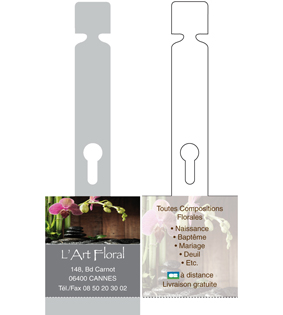 L'Art Floral
148, Bd Carnot
06400 CANNES
Tél./Fax 08 50 20 30 02
Toutes Compositions
Florales
• Naissance
• Baptême
• Mariage
• Deuil
• Etc.
à distance
Livraison gratuite